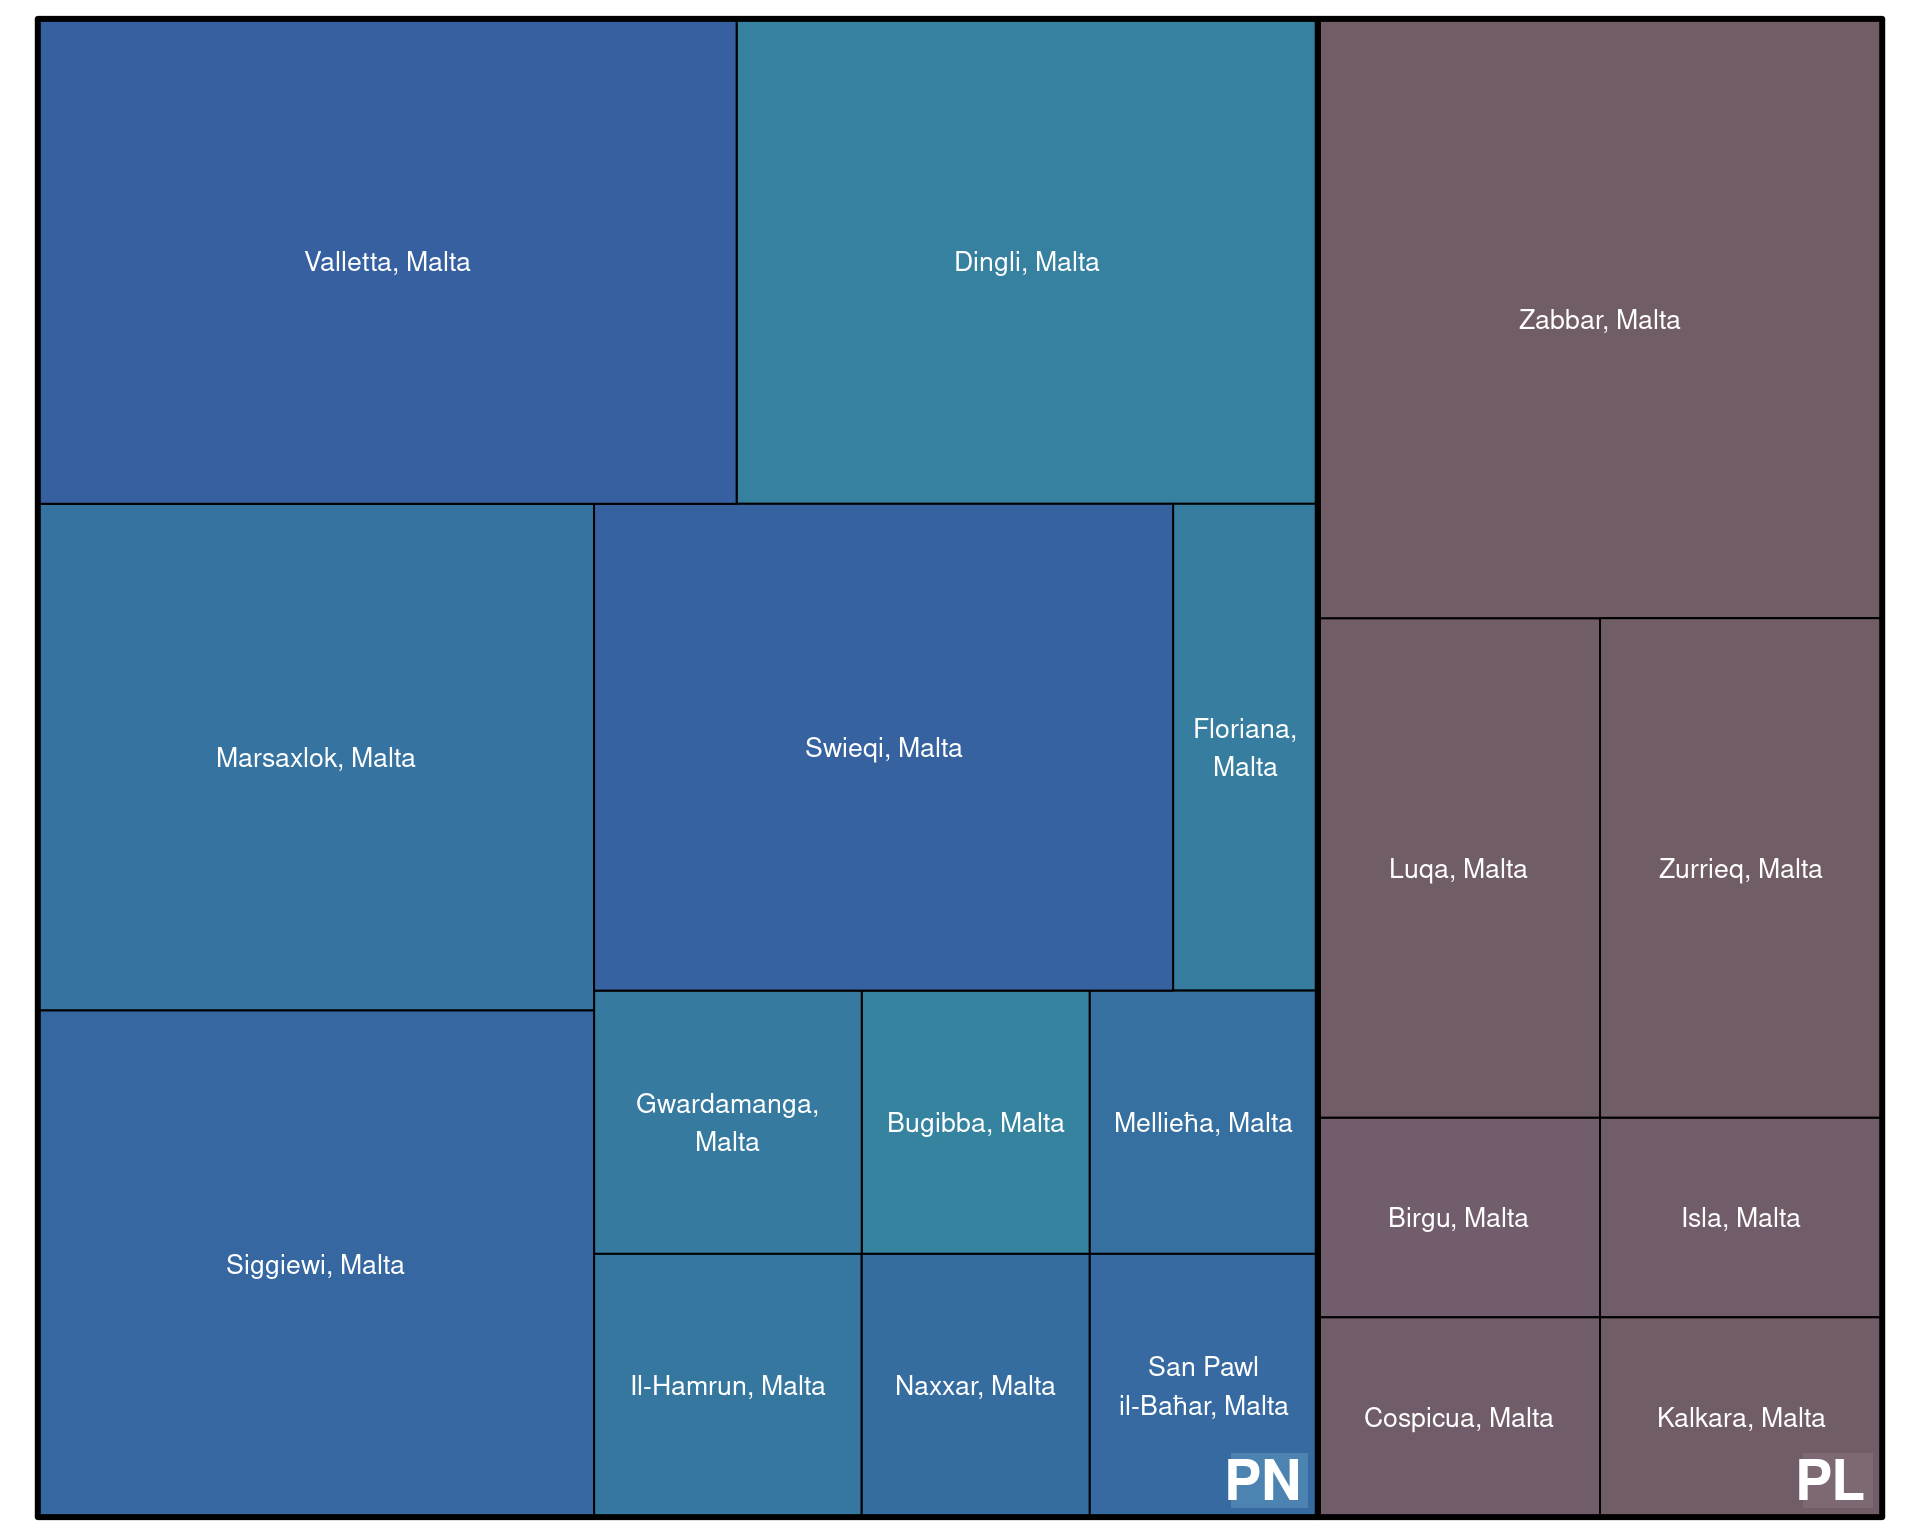 Valletta, Malta
Dingli, Malta
Zabbar, Malta
Marsaxlok, Malta
Swieqi, Malta
Floriana,
Malta
Luqa, Malta
Zurrieq, Malta
Gwardamanga,
Malta
Bugibba, Malta
Mellieħa, Malta
Birgu, Malta
Isla, Malta
Siggiewi, Malta
Il-Hamrun, Malta
Naxxar, Malta
San Pawl
il-Baħar, Malta
Cospicua, Malta
Kalkara, Malta
PN
PL